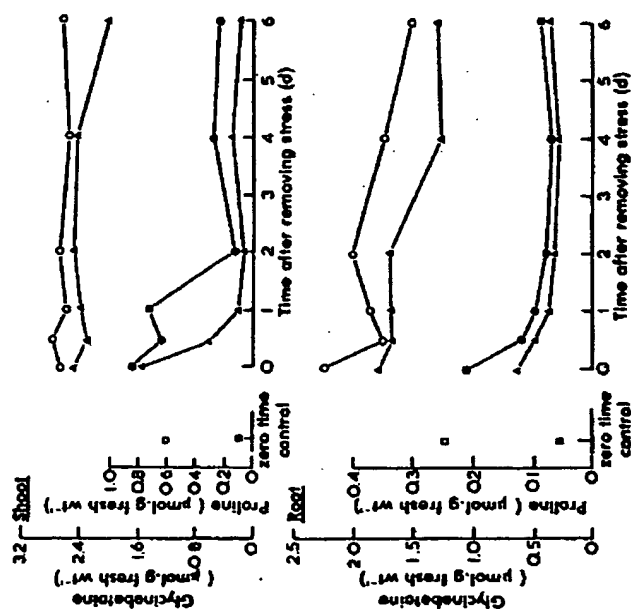 Shoot
Glycinebetaine
( μmol.g fresh wt⁻¹)
3.2
2.4
1.6
0.8
0
Proline ( μmol.g fresh wt⁻¹)
1.0
0.8
0.6
0.4
0.2
0
zero time
control
0 1 2 3 4 5 6
Time after removing stress (d)
Root
Glycinebetaine
( μmol.g fresh wt⁻¹)
2.5
2.0
1.5
1.0
0.5
0
Proline ( μmol.g fresh wt⁻¹)
0.4
0.3
0.2
0.1
0
zero time
control
0 1 2 3 4 5 6
Time after removing stress (d)